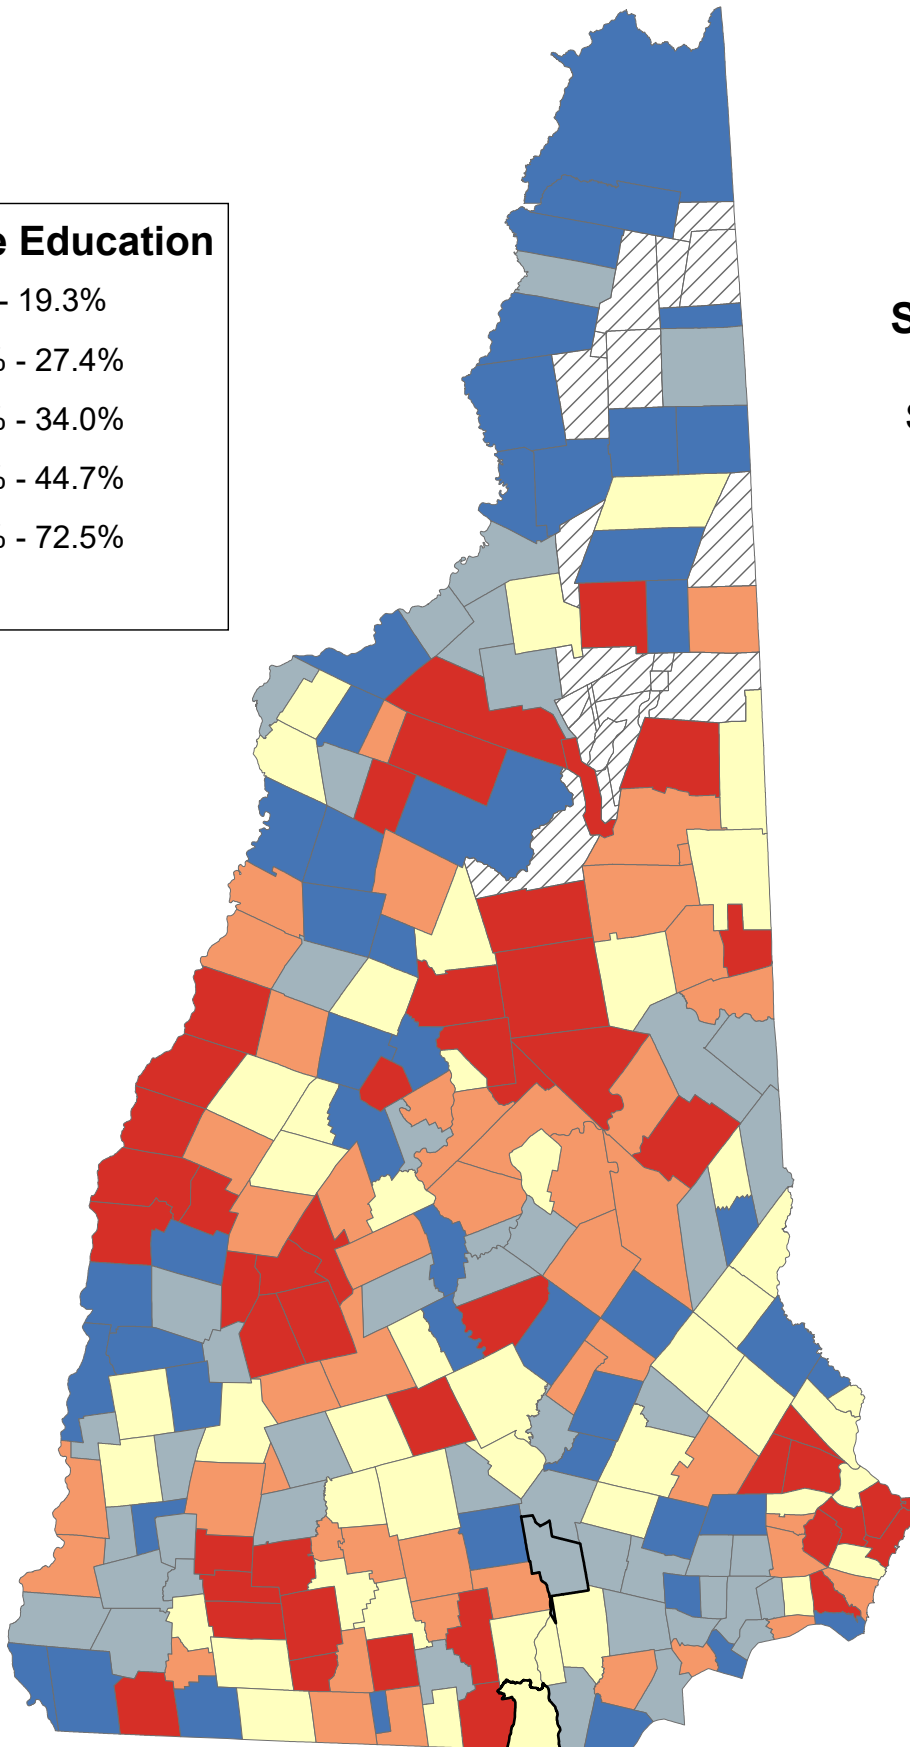 e Education
- 19.3%
% - 27.4%
% - 34.0%
% - 44.7%
% - 72.5%
S
S